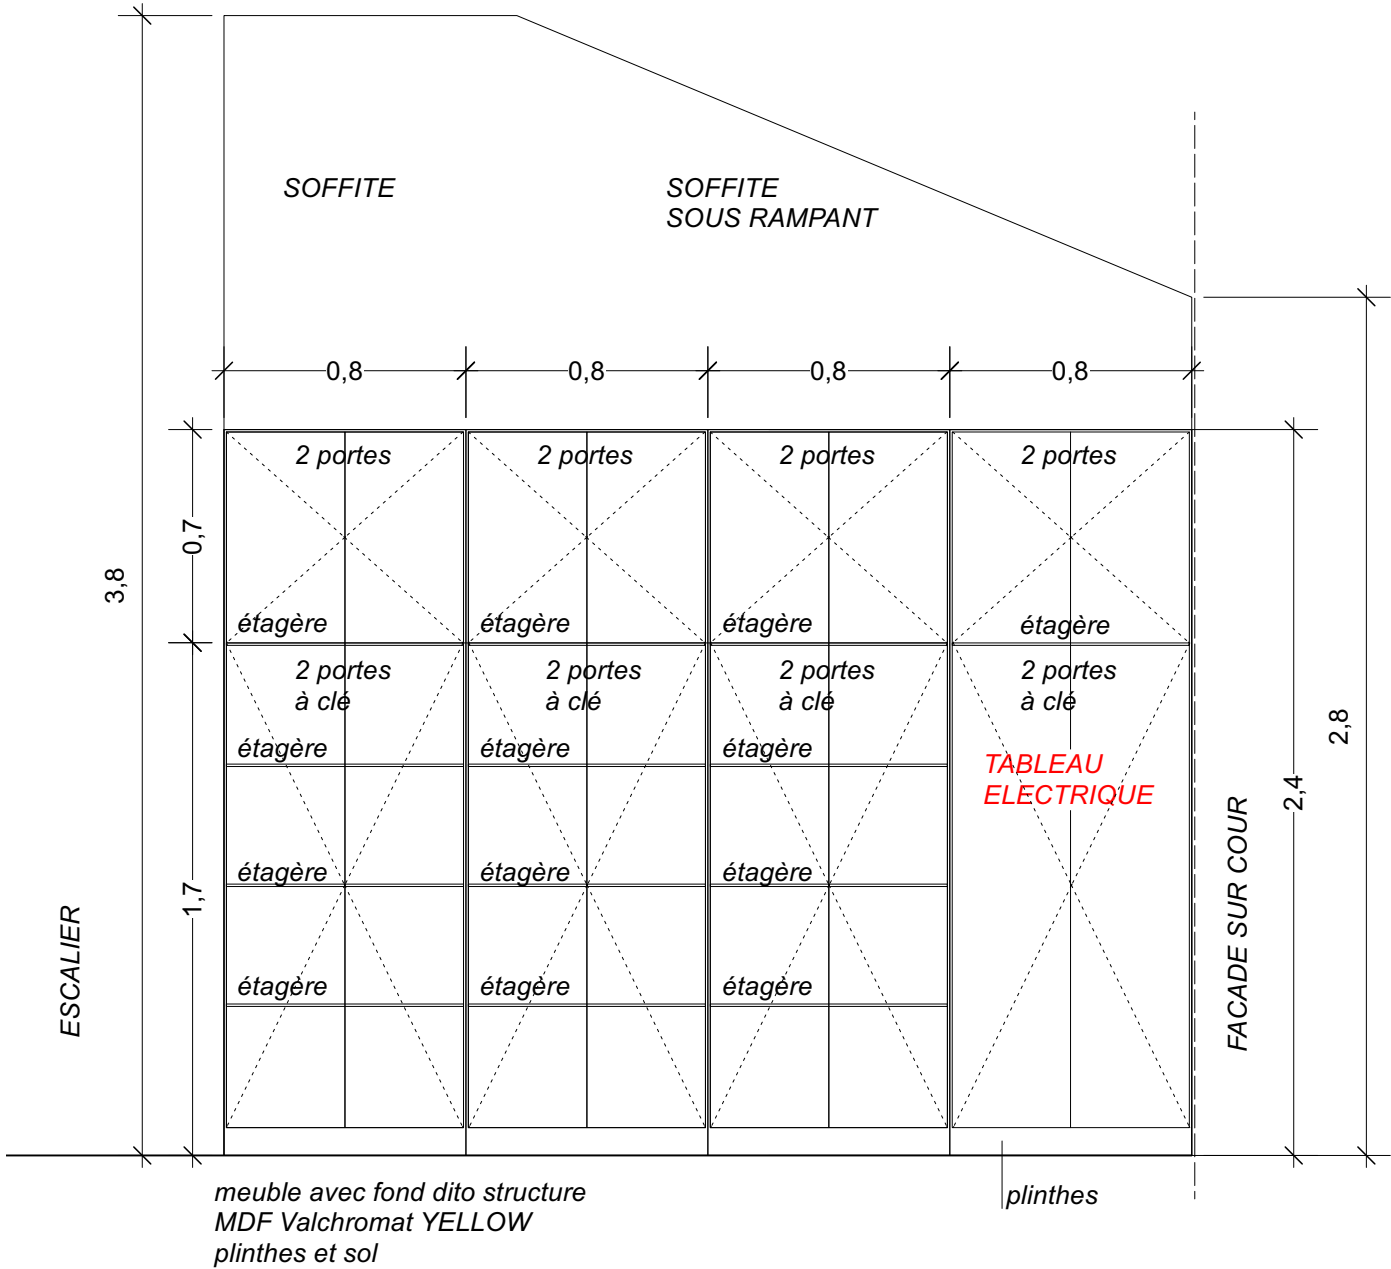 SOFFITE
SOFFITE
SOUS RAMPANT
0,8
0,8
0,8
0,8
2 portes
2 portes
2 portes
2 portes
0,7
3,8
étagère
étagère
étagère
étagère
2 portes
à clé
2 portes
à clé
2 portes
à clé
2 portes
à clé
2,8
étagère
étagère
étagère
TABLEAU
ELECTRIQUE
2,4
étagère
étagère
étagère
1,7
ESCALIER
FACADE SUR COUR
étagère
étagère
étagère
meuble avec fond dito structure
MDF Valchromat YELLOW
plinthes et sol
plinthes